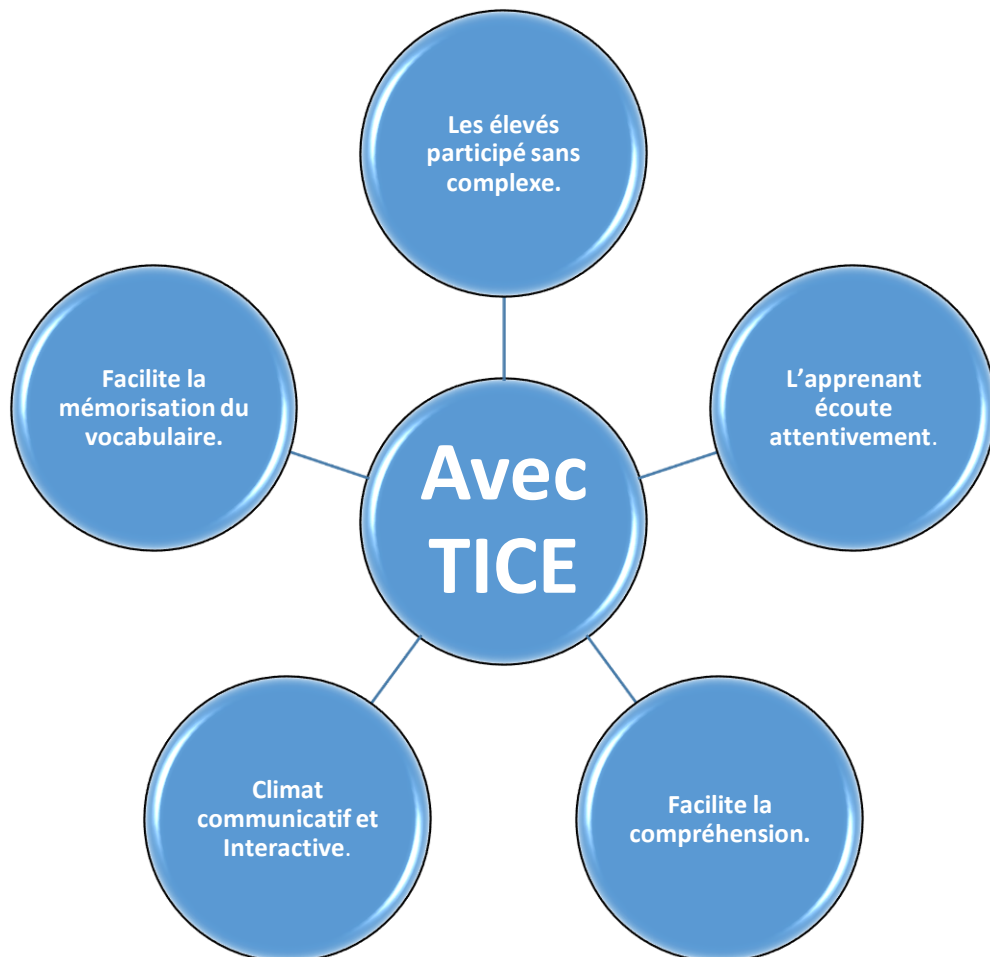 Les élevés
participé sans
complexe.
Facilite la
mémorisation du
vocabulaire.
L’apprenant
écoute
attentivement.
Avec
TICE
Climat
communicatif et
Interactive.
Facilite la
compréhension.